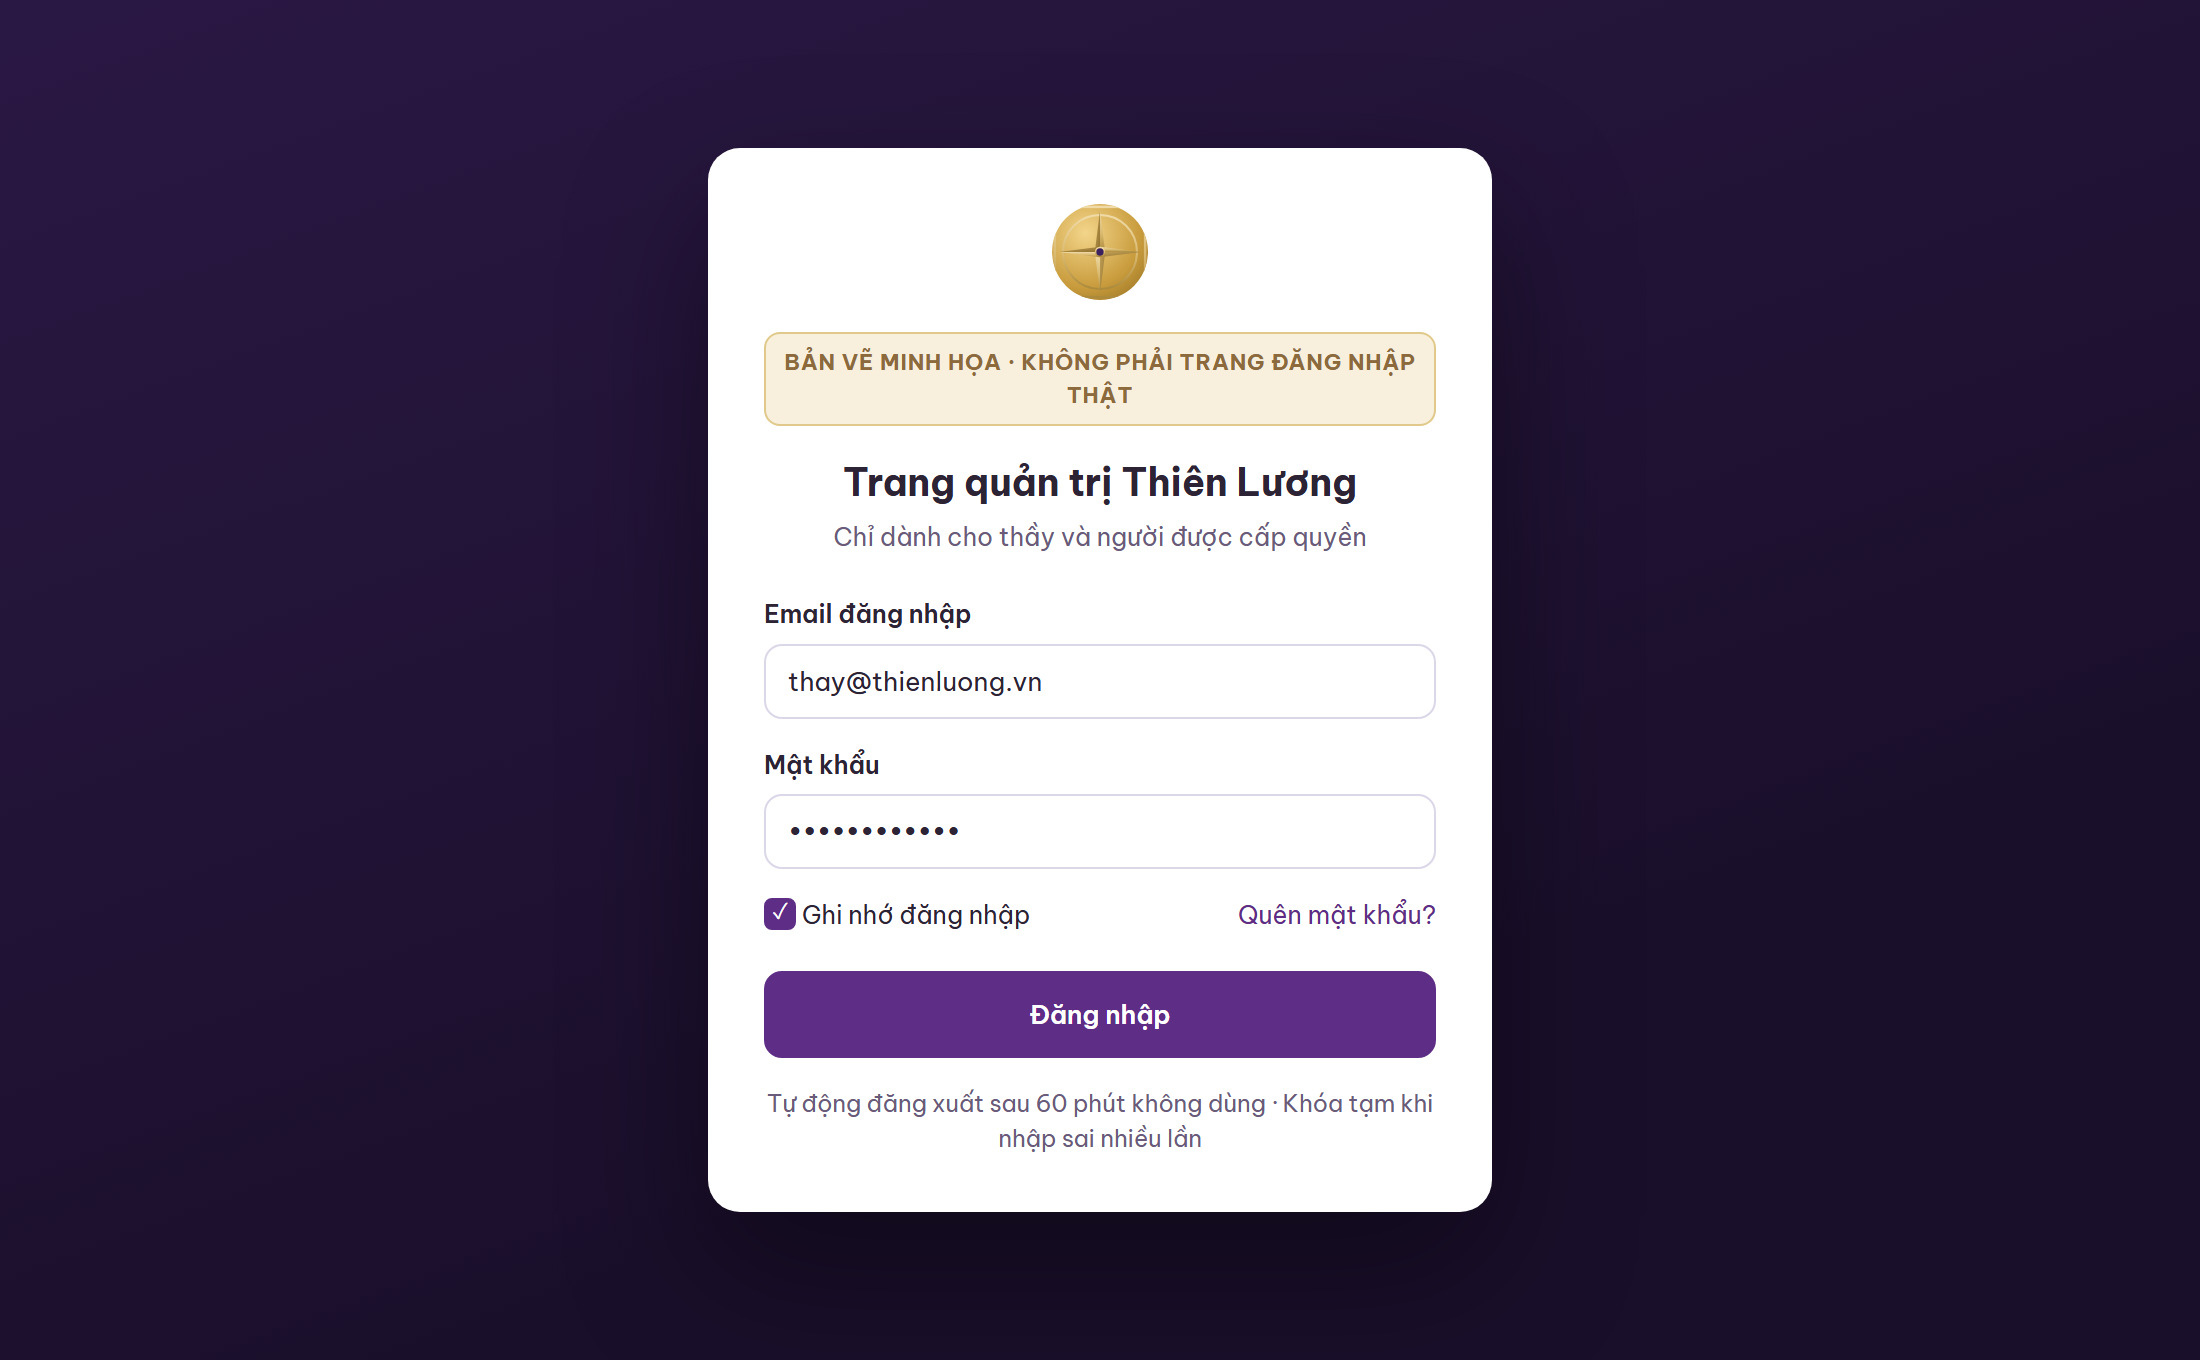 BẢN VẼ MINH HỌA · KHÔNG PHẢI TRANG ĐĂNG NHẬP
THẬT
Trang quản trị Thiên Lương
Chỉ dành cho thầy và người được cấp quyền
Email đăng nhập
thay@thienluong.vn
Mật khẩu
••••••••••••
✓ Ghi nhớ đăng nhập
Quên mật khẩu?
Đăng nhập
Tự động đăng xuất sau 60 phút không dùng · Khóa tạm khi
nhập sai nhiều lần